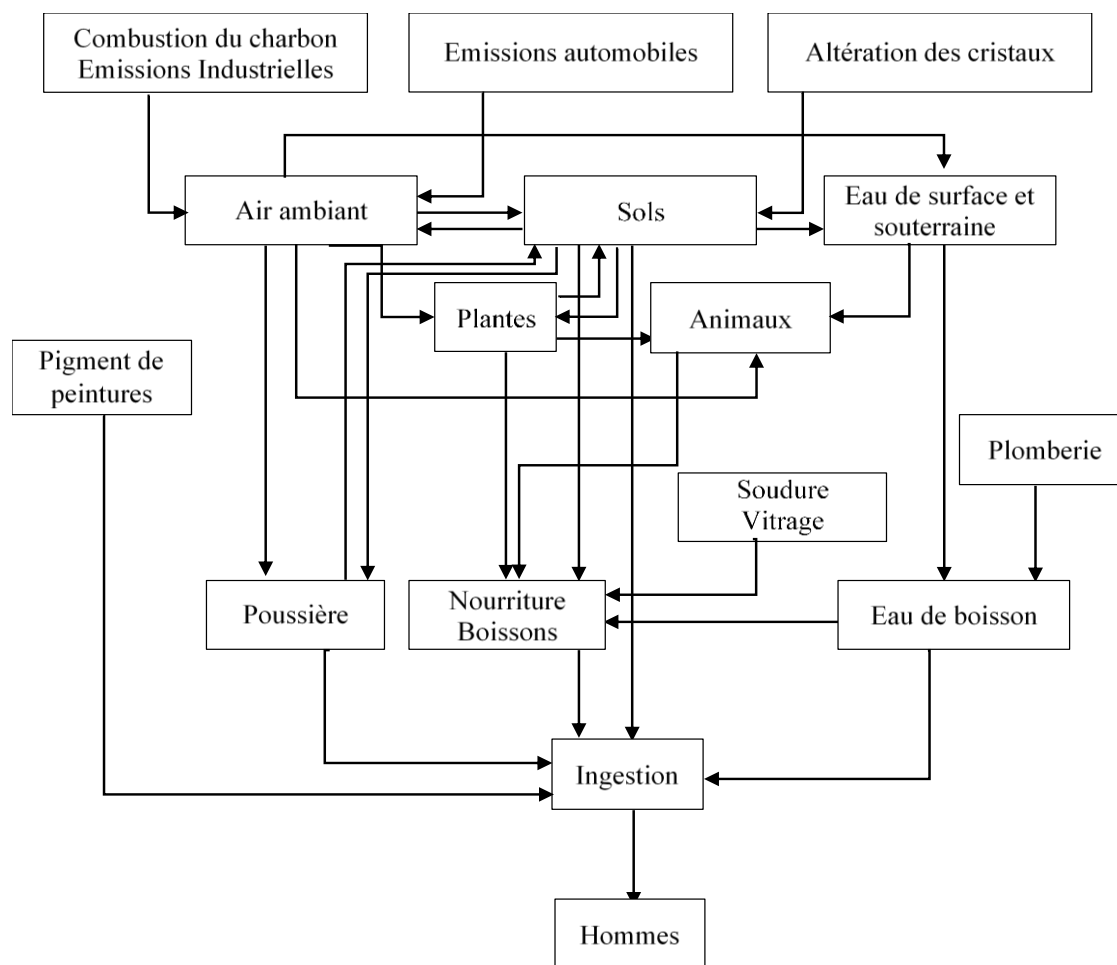 Combustion du charbon
Emissions Industrielles
Emissions automobiles
Altération des cristaux
Air ambiant
Sols
Eau de surface et
souterraine
Plantes
Animaux
Pigment de
peintures
Plomberie
Soudure
Vitrage
Poussière
Nourriture
Boissons
Eau de boisson
Ingestion
Hommes